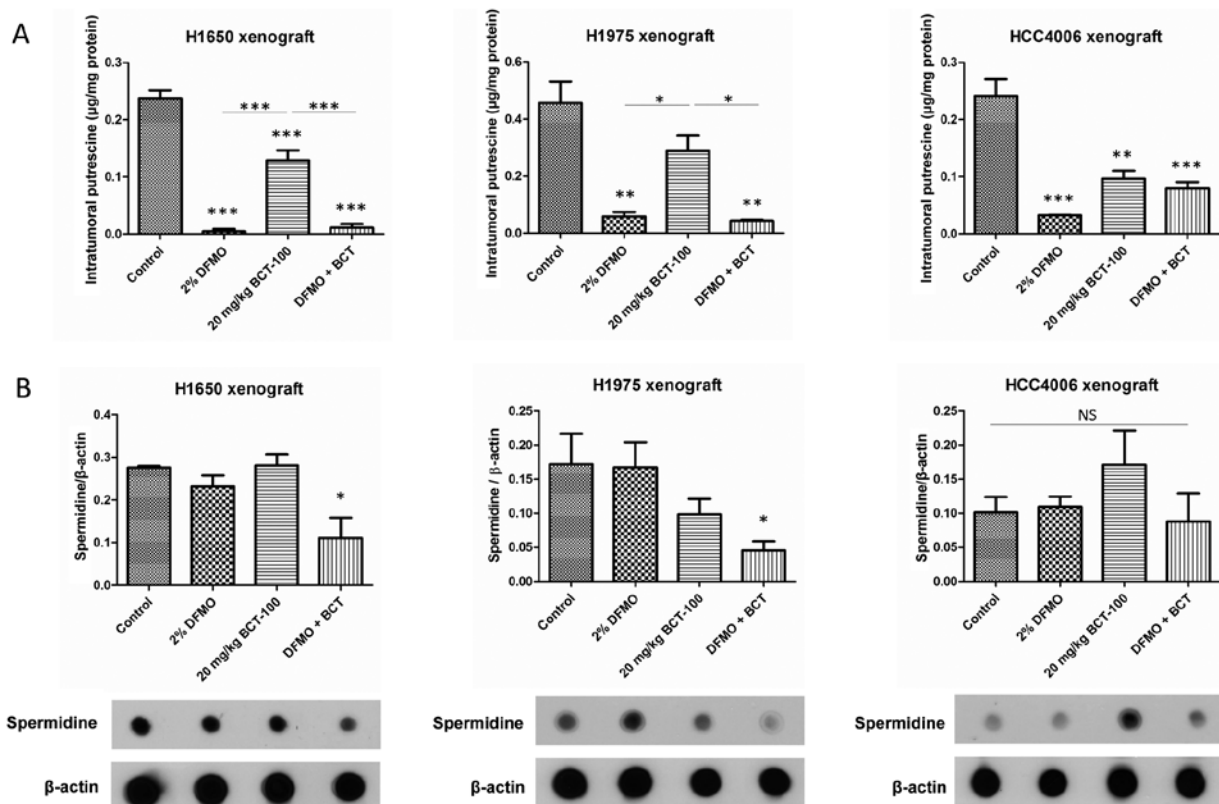 A
H1650 xenograft
Intratumoral putrescine (µg/mg protein)
0.3
0.2
0.1
0.0
***
***
***
***
***
Control
2% DFMO
20 mg/kg BCT-100
DFMO + BCT
H1975 xenograft
Intratumoral putrescine (µg/mg protein)
0.6
0.4
0.2
0.0
*
*
**
**
Control
2% DFMO
20 mg/kg BCT-100
DFMO + BCT
HCC4006 xenograft
Intratumoral putrescine (µg/mg protein)
0.3
0.2
0.1
0.0
***
**
***
Control
2% DFMO
20 mg/kg BCT-100
DFMO + BCT
B
H1650 xenograft
Spermidine/β-actin
0.4
0.3
0.2
0.1
0.0
*
Control
2% DFMO
20 mg/kg BCT-100
DFMO + BCT
Spermidine
β-actin
H1975 xenograft
Spermidine / β-actin
0.25
0.20
0.15
0.10
0.05
0.00
*
Control
2% DFMO
20 mg/kg BCT-100
DFMO + BCT
Spermidine
β-actin
HCC4006 xenograft
Spermidine/β-actin
0.25
0.20
0.15
0.10
0.05
0.00
NS
Control
2% DFMO
20 mg/kg BCT-100
DFMO + BCT
Spermidine
β-actin